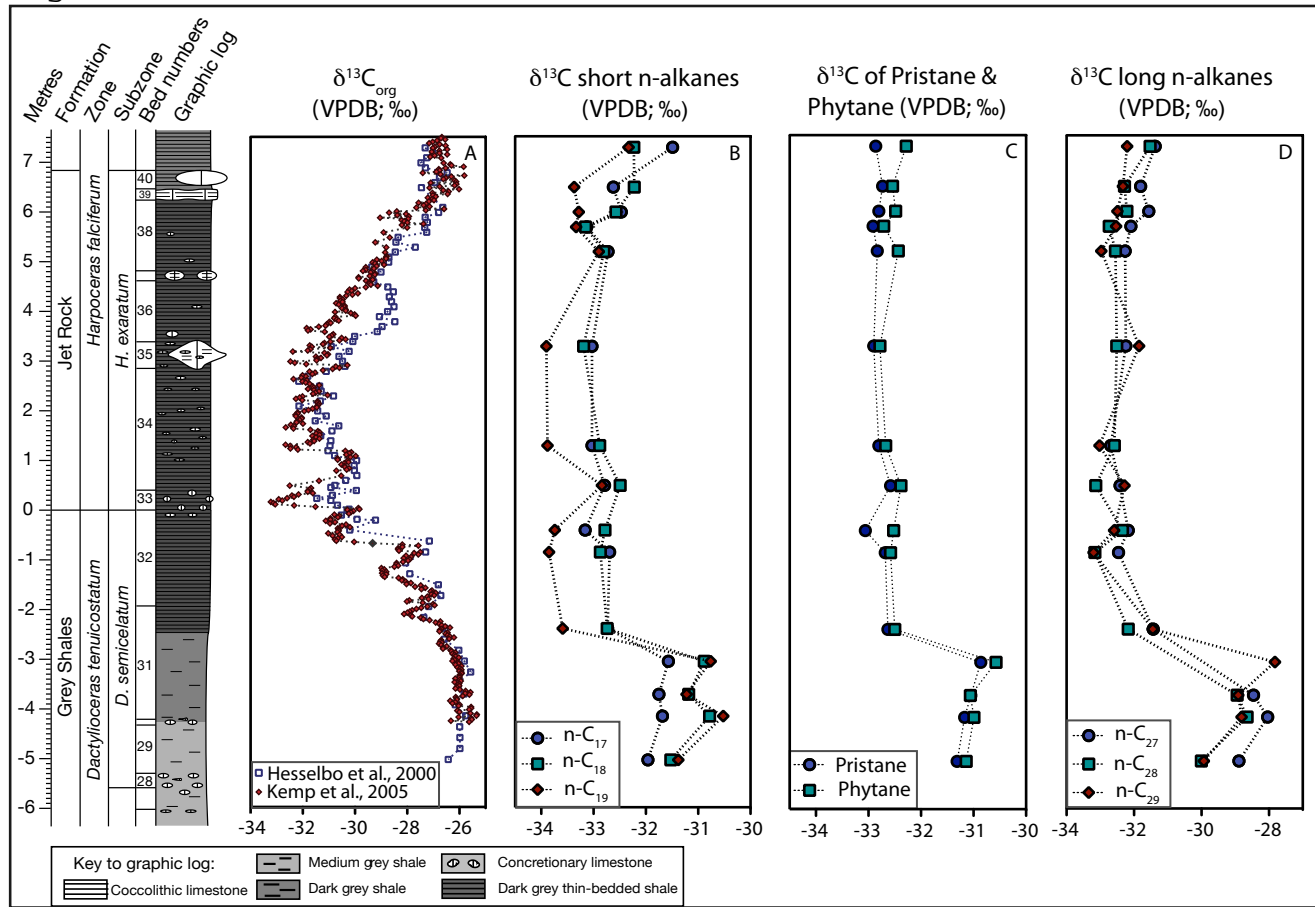 Metres
Formation
Zone
Subzone
Bed numbers
Graphic log
δ13Corg
(VPDB; ‰)
δ13C short n-alkanes
(VPDB; ‰)
δ13C of Pristane &
Phytane (VPDB; ‰)
δ13C long n-alkanes
(VPDB; ‰)
A
B
C
D
7
6
5
4
3
2
1
0
-1
-2
-3
-4
-5
-6
Jet Rock
Grey Shales
Harpoceras falciferum
Dactylioceras tenuicostatum
H. exaratum
D. semicelatum
40
39
38
36
35
34
33
32
31
29
28
Hesselbo et al., 2000
Kemp et al., 2005
n-C17
n-C18
n-C19
Pristane
Phytane
n-C27
n-C28
n-C29
-34 -33 -31 -29 -28 -26 -25
-34 -33 -32 -30
-34 -33 -32 -30
-34 -32 -31 -30 -28
Key to graphic log:
Coccolithic limestone
Medium grey shale
Dark grey shale
Concretionary limestone
Dark grey thin-bedded shale